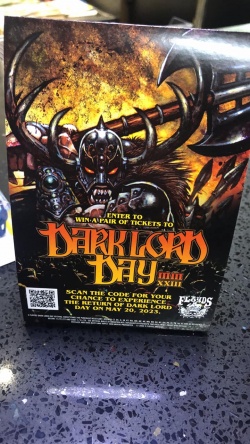 ENTER TO
WIN A PAIR OF TICKETS TO
DARK LORD
DAY
XXIII
SCAN THE CODE FOR YOUR
CHANCE TO EXPERIENCE
THE RETURN OF DARK LORD
DAY ON MAY 20, 2023.
FLOYDS